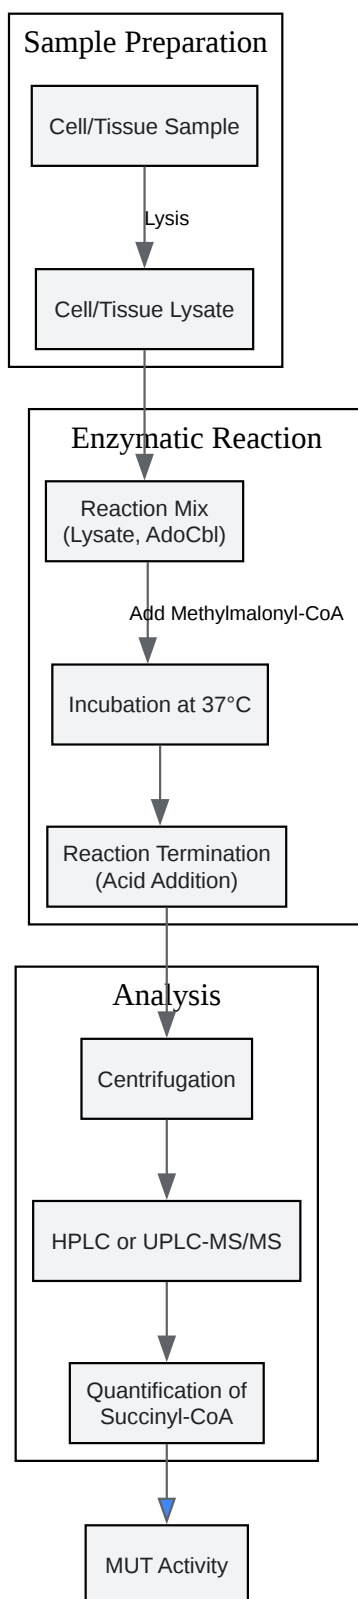 Sample Preparation
Cell/Tissue Sample
Lysis
Cell/Tissue Lysate
Enzymatic Reaction
Reaction Mix
(Lysate, AdoCbl)
Add Methylmalonyl-CoA
Incubation at 37°C
Reaction Termination
(Acid Addition)
Analysis
Centrifugation
HPLC or UPLC-MS/MS
Quantification of
Succinyl-CoA
MUT Activity